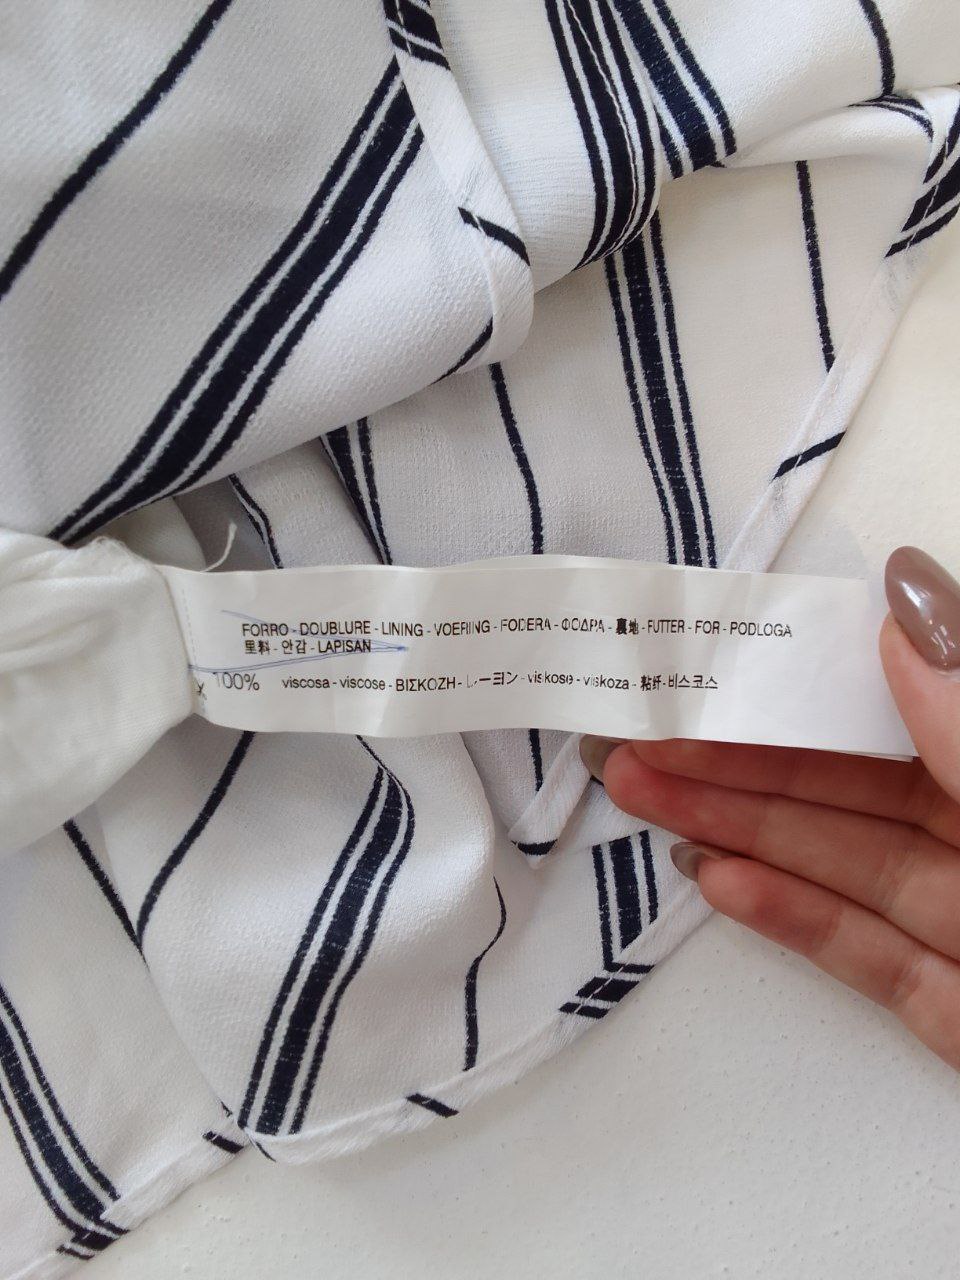 FORRO - DOUBLURE - LINING - VOERING - FODERA - ΦΟΔΡΑ - 裏地 - FUTTER - FOR - PODLOGA
里料 - 안감 - LAPISAN
100% viscosa - viscose - ΒΙΣΚΟΖΗ - レーヨン - viskose - viskoza - 粘纤 - 비스코스